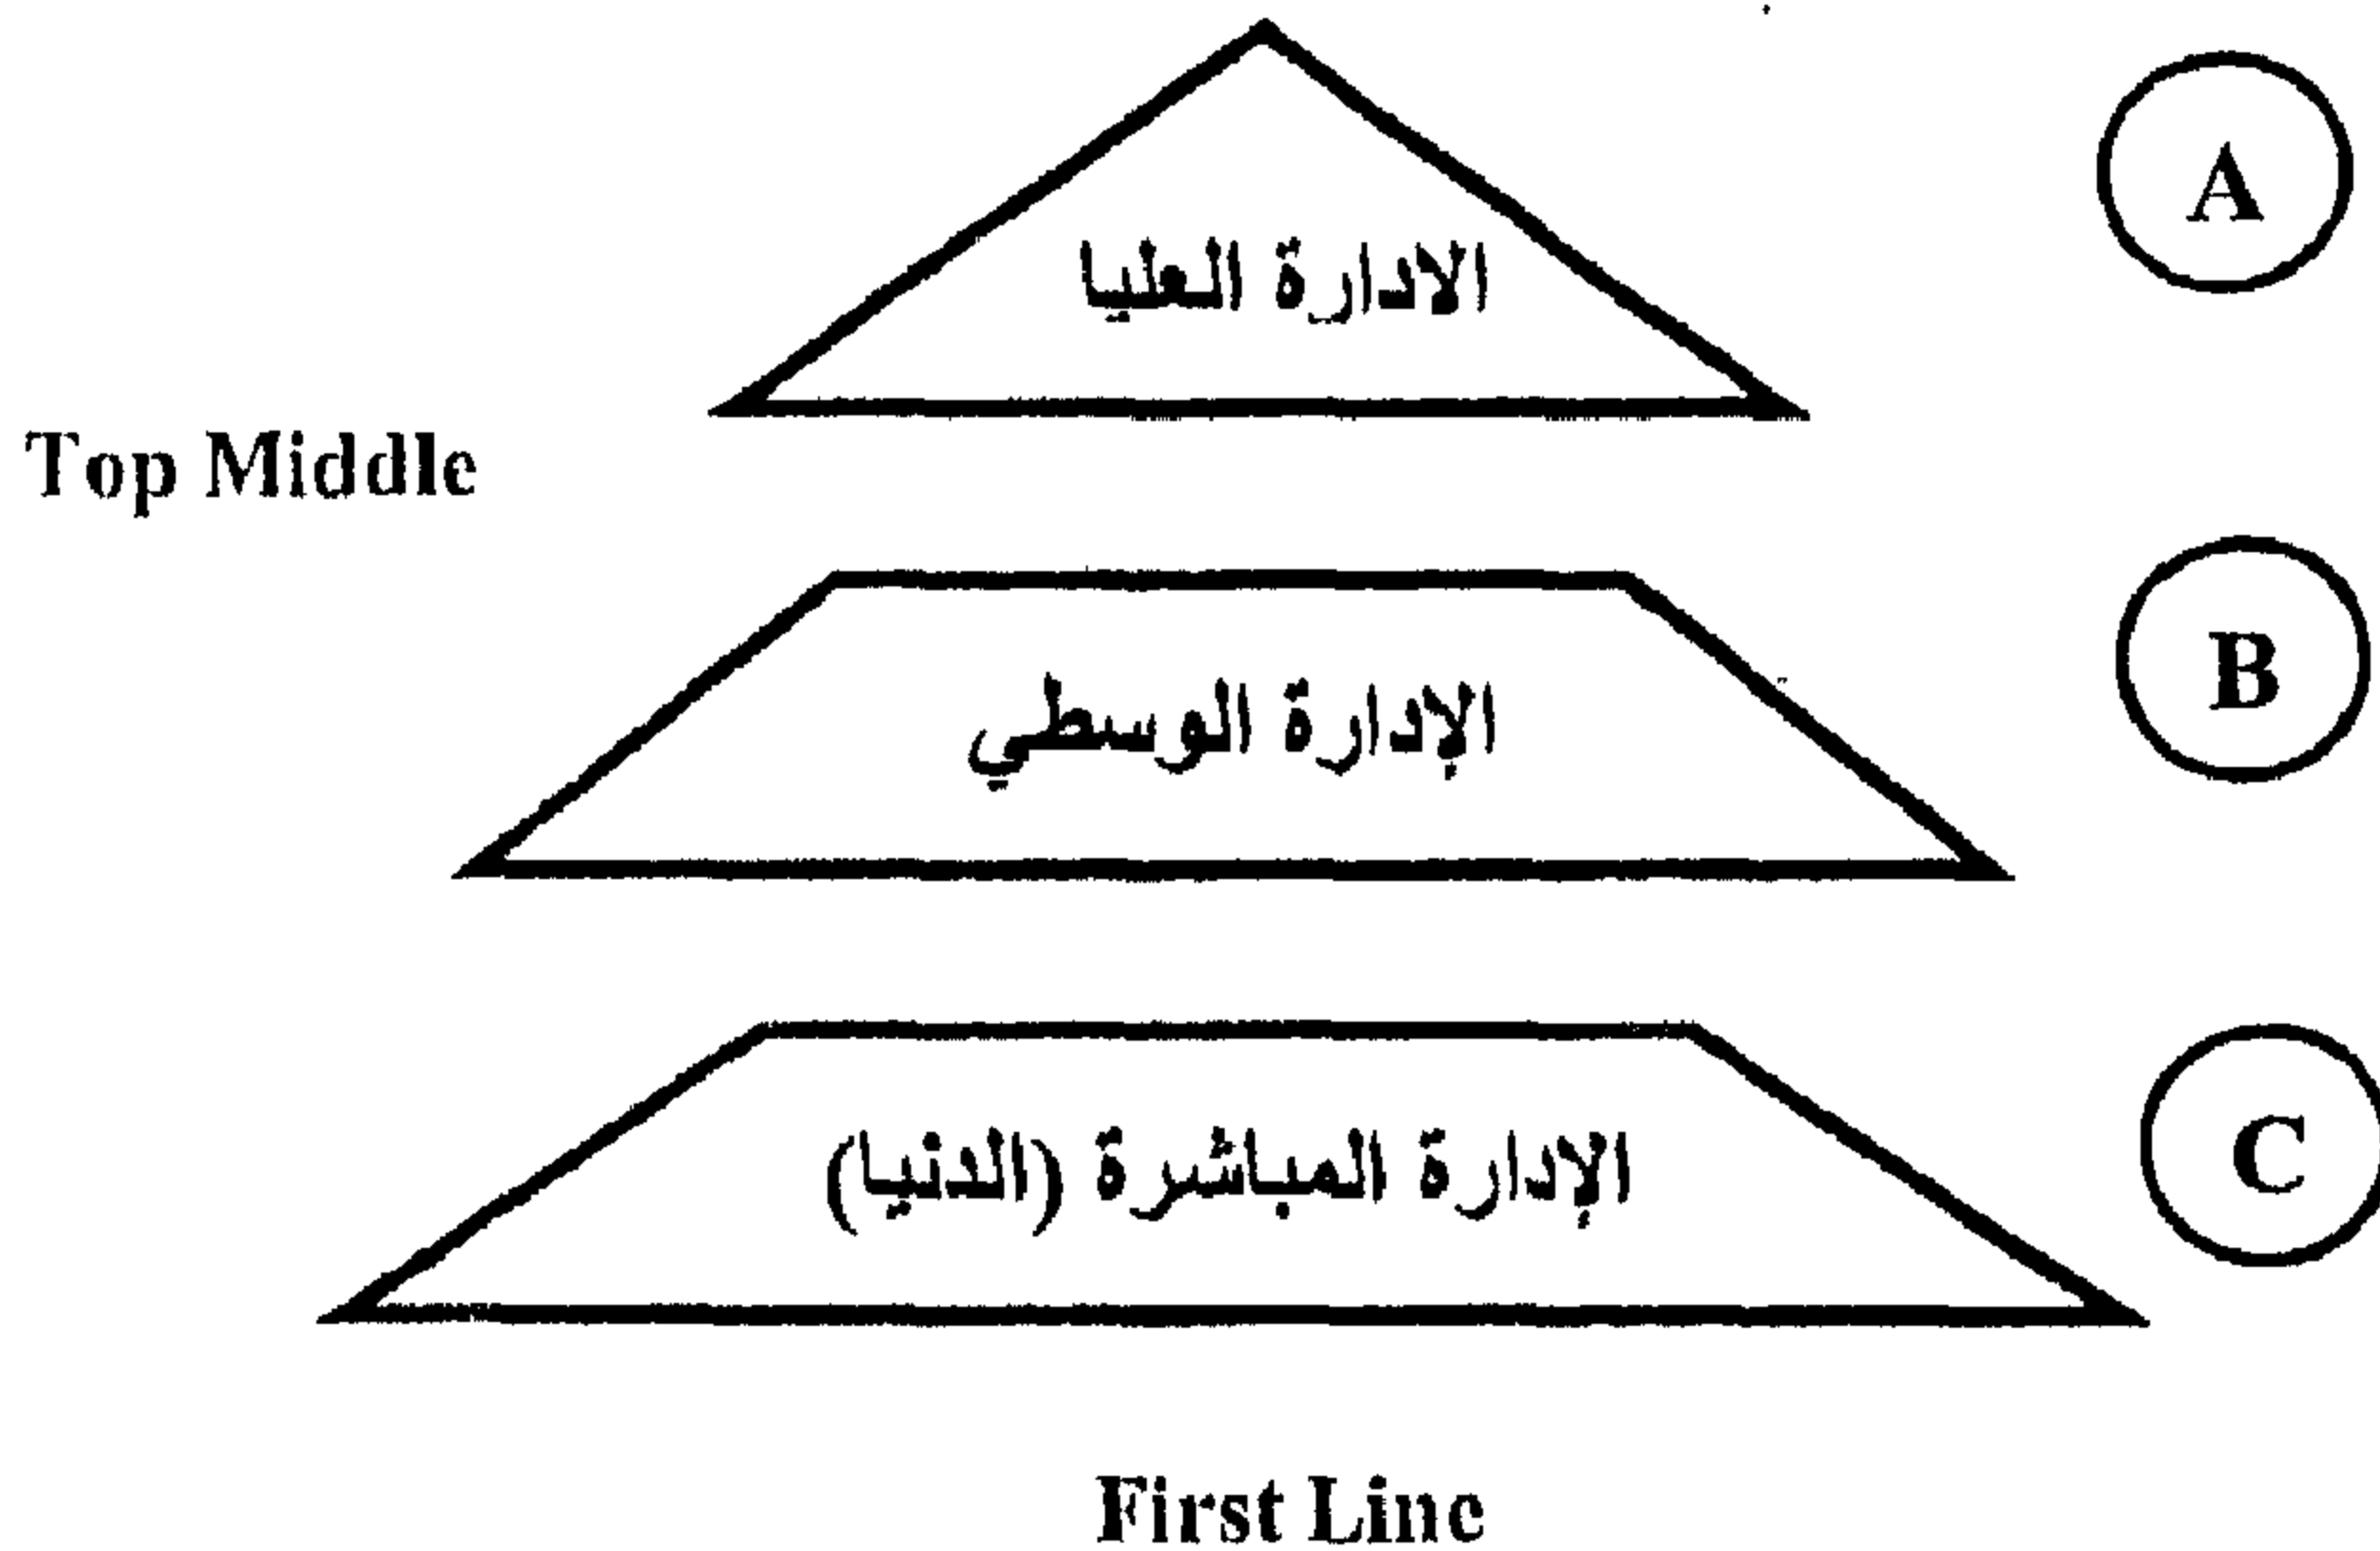 الادارة العليا
A
Top Middle
الإدارة الوسطي
B
الإدارة المباشرة (الدنيا)
C
First Line